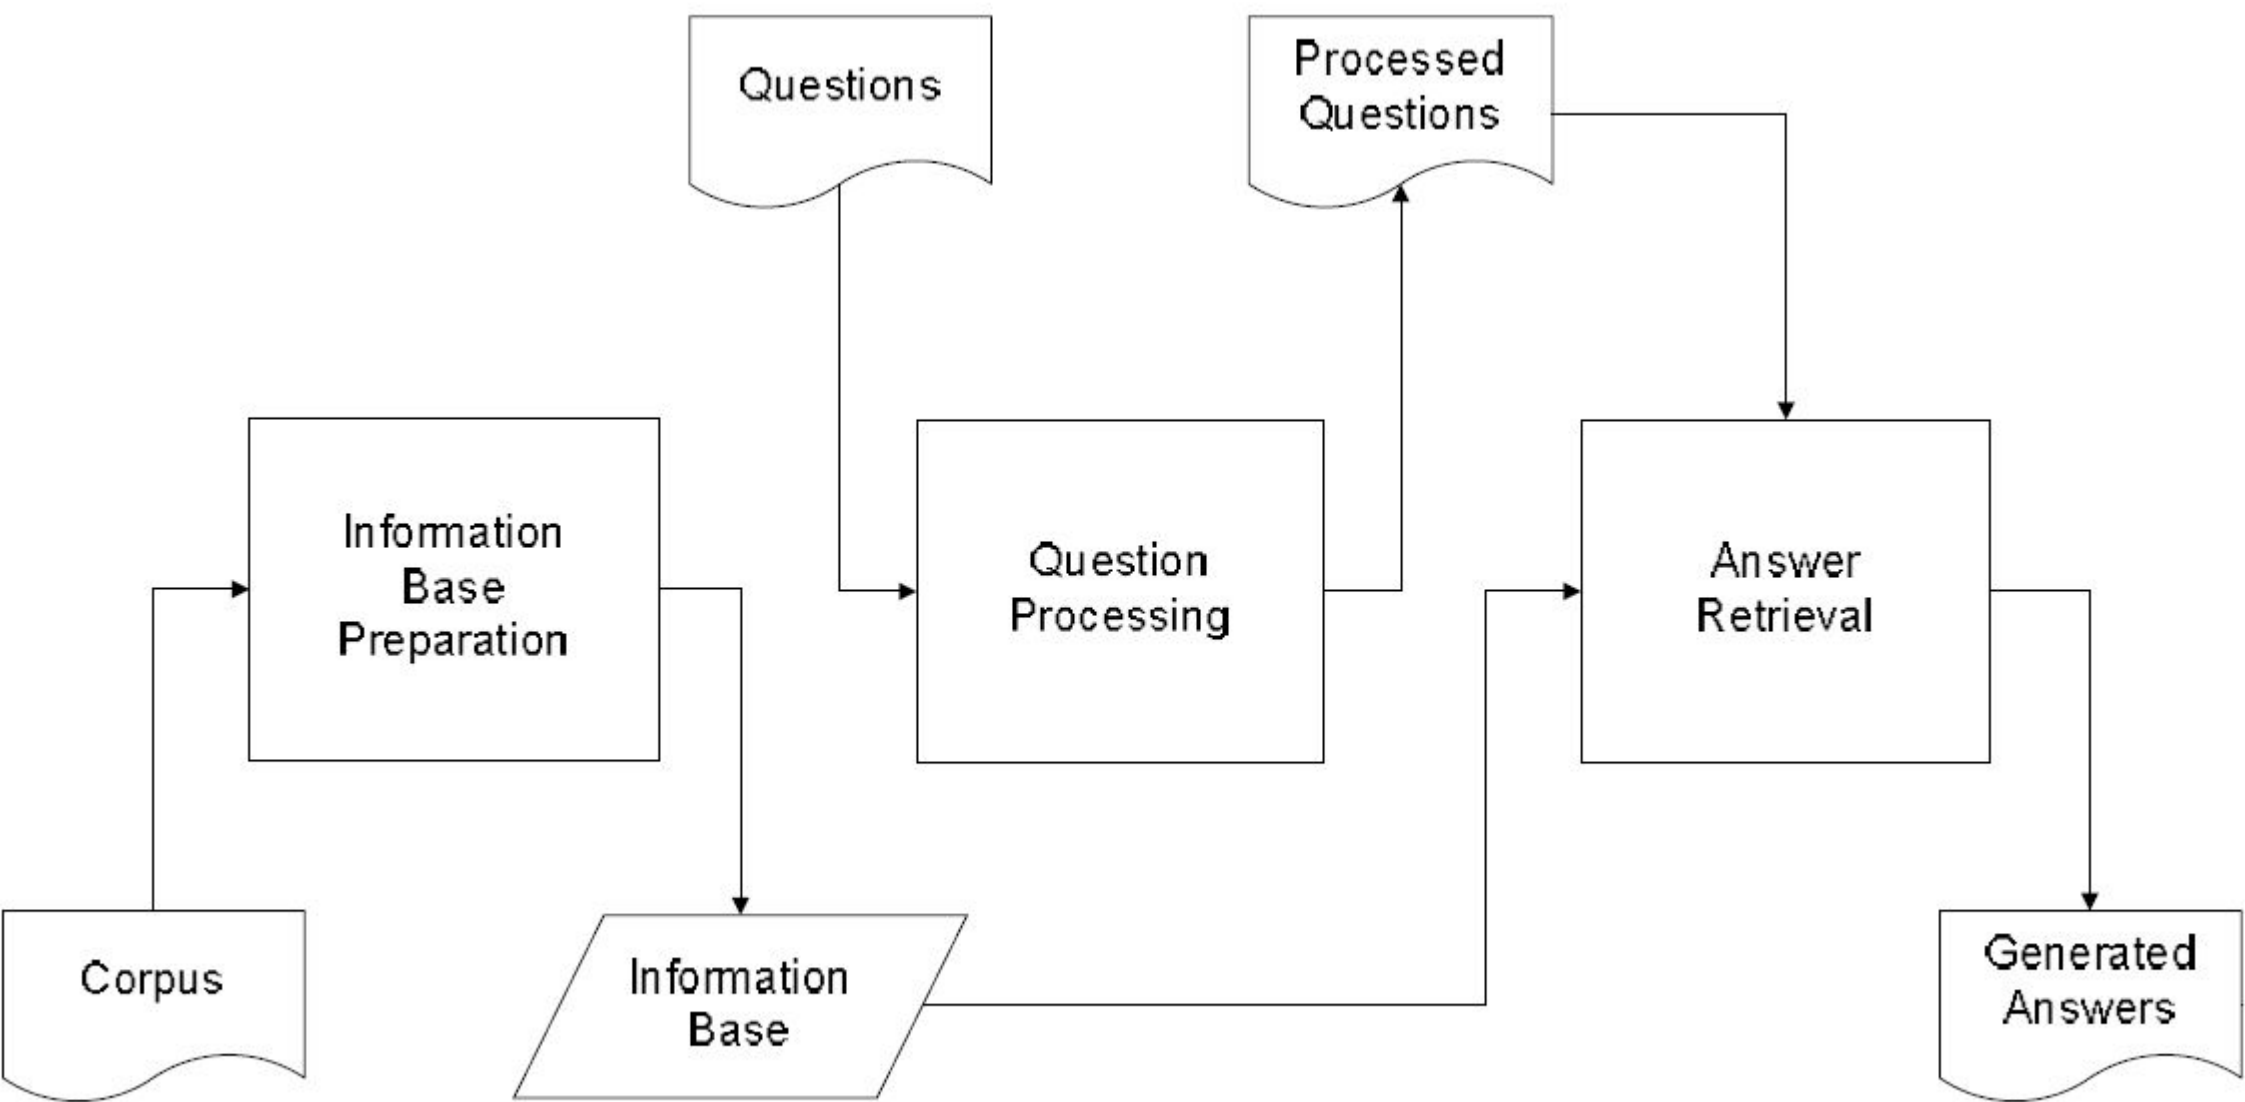 Questions
Processed
Questions
Information
Base
Preparation
Question
Processing
Answer
Retrieval
Corpus
Information
Base
Generated
Answers